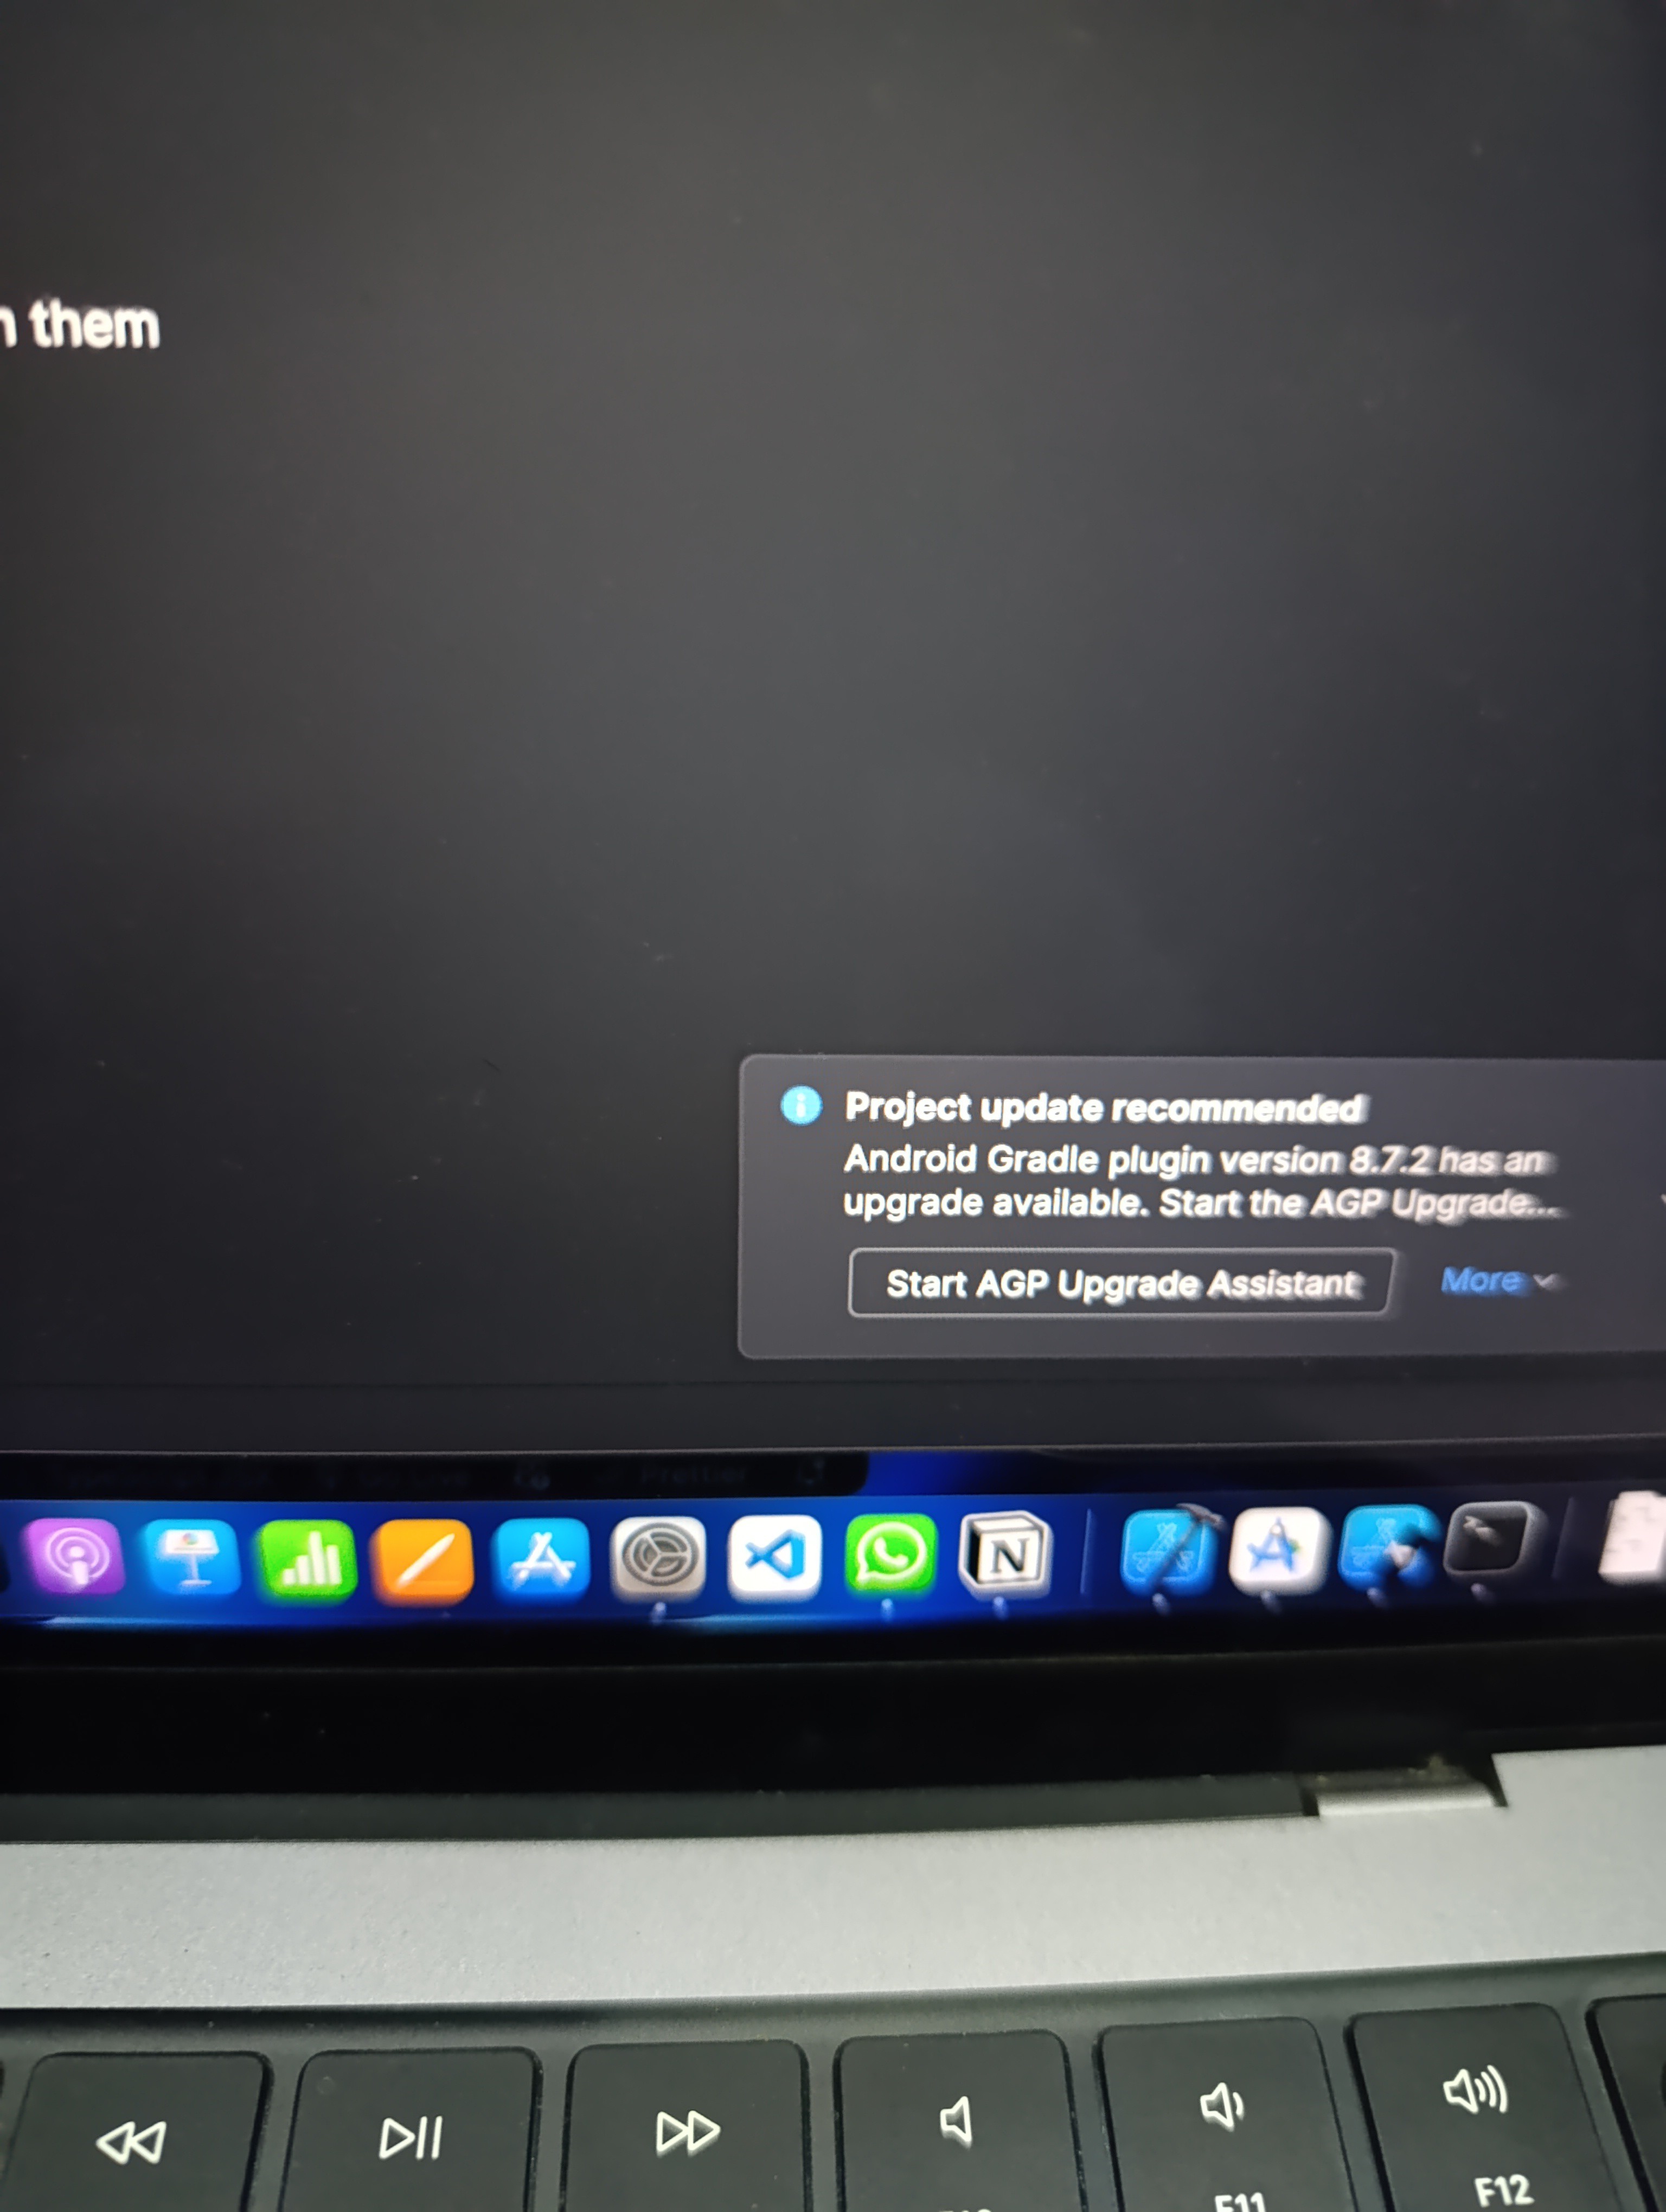 them
Project update recommended
Android Gradle plugin version 8.7.2 has an
upgrade available. Start the AGP Upgrade...
Start AGP Upgrade Assistant
More
Prettier
N
F11
F12